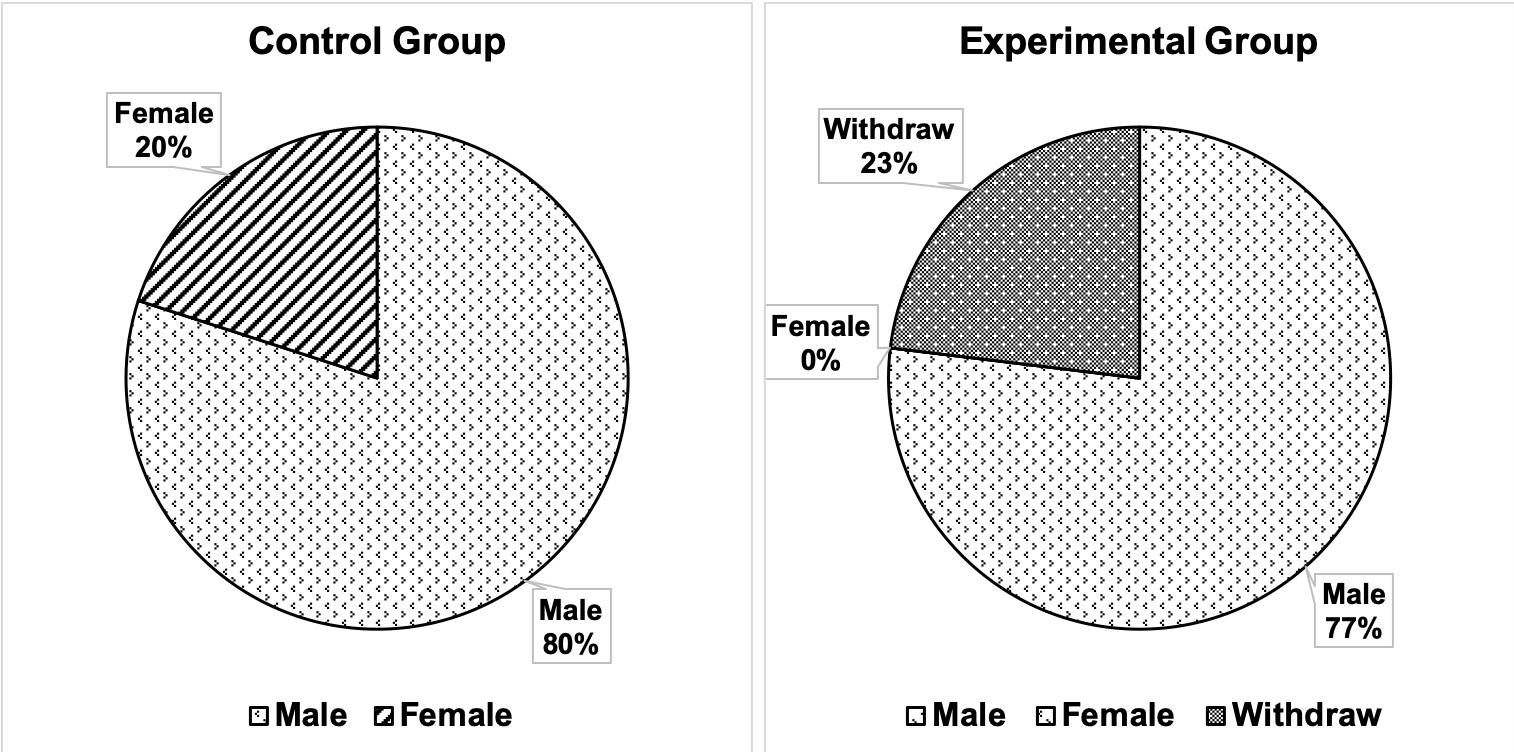 Control Group
Female
20%
Male
80%
Male Female
Experimental Group
Withdraw
23%
Female
0%
Male
77%
Male Female Withdraw